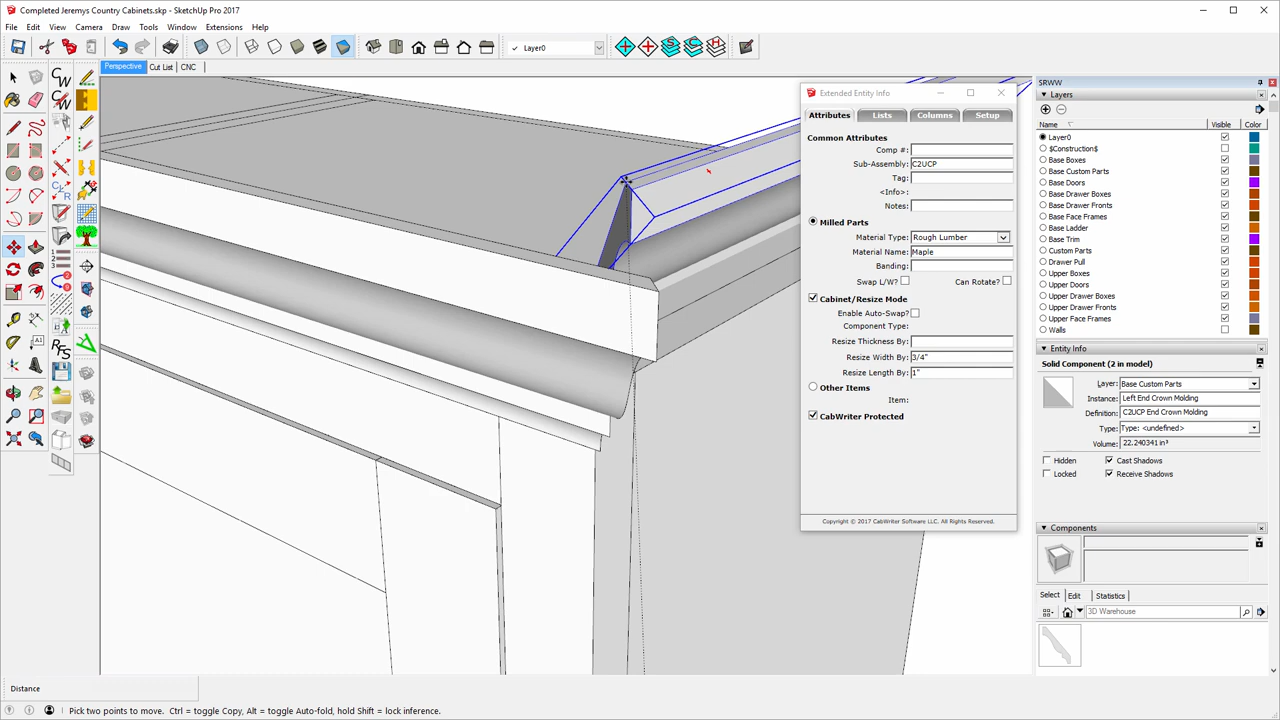 Completed Jeremys Country Cabinets.skp - SketchUp Pro 2017
File Edit View Camera Draw Tools Window Extensions Help
Layer0
Perspective Cut List CNC
Extended Entity Info
Attributes Lists Columns Setup
Common Attributes
Comp #:
Sub-Assembly: C2UCP
Tag:
<Info>:
Notes:
Milled Parts
Material Type: Rough Lumber
Material Name: Maple
Banding:
Swap L/W? Can Rotate?
Cabinet/Resize Mode
Enable Auto-Swap?
Component Type:
Resize Thickness By:
Resize Width By: 3/4"
Resize Length By: 1"
Other Items
Item:
CabWriter Protected
Copyright © 2017 CabWriter Software LLC. All Rights Reserved.
SRWW
Layers
Name Visible Color
Layer0
$Construction$
Base Boxes
Base Custom Parts
Base Doors
Base Drawer Boxes
Base Drawer Fronts
Base Face Frames
Base Ladder
Base Trim
Custom Parts
Drawer Pull
Upper Boxes
Upper Doors
Upper Drawer Boxes
Upper Drawer Fronts
Upper Face Frames
Walls
Entity Info
Solid Component (2 in model)
Layer: Base Custom Parts
Instance: Left End Crown Molding
Definition: C2UCP End Crown Molding
Type: Type: <undefined>
Volume: 22.240341 in³
Hidden Cast Shadows
Locked Receive Shadows
Components
Select Edit Statistics
3D Warehouse
Distance
Pick two points to move. Ctrl = toggle Copy, Alt = toggle Auto-fold, hold Shift = lock inference.